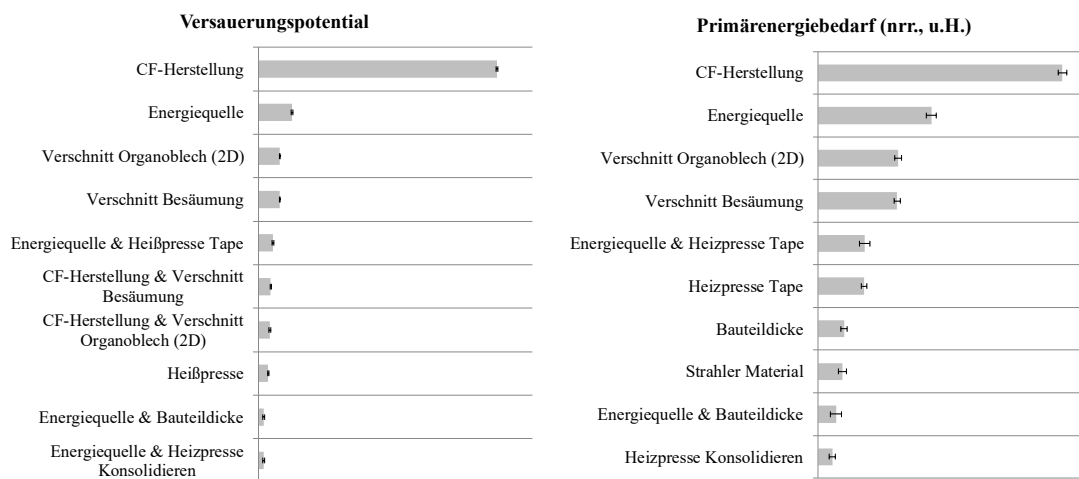 Versauerungspotential
CF-Herstellung
Energiequelle
Verschnitt Organoblech (2D)
Verschnitt Besäumung
Energiequelle & Heißpresse Tape
CF-Herstellung & Verschnitt
Besäumung
CF-Herstellung & Verschnitt
Organoblech (2D)
Heißpresse
Energiequelle & Bauteildicke
Energiequelle & Heizpresse
Konsolidieren
Primärenergiebedarf (nrr., u.H.)
CF-Herstellung
Energiequelle
Verschnitt Organoblech (2D)
Verschnitt Besäumung
Energiequelle & Heizpresse Tape
Heizpresse Tape
Bauteildicke
Strahler Material
Energiequelle & Bauteildicke
Heizpresse Konsolidieren